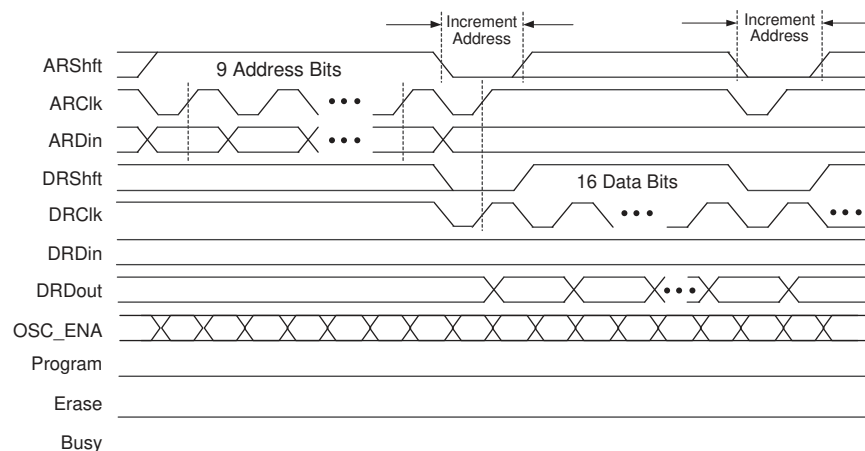 Increment
Address
Increment
Address
ARShft
9 Address Bits
ARClk
ARDin
DRShft
16 Data Bits
DRClk
DRDin
DRDout
OSC_ENA
Program
Erase
Busy